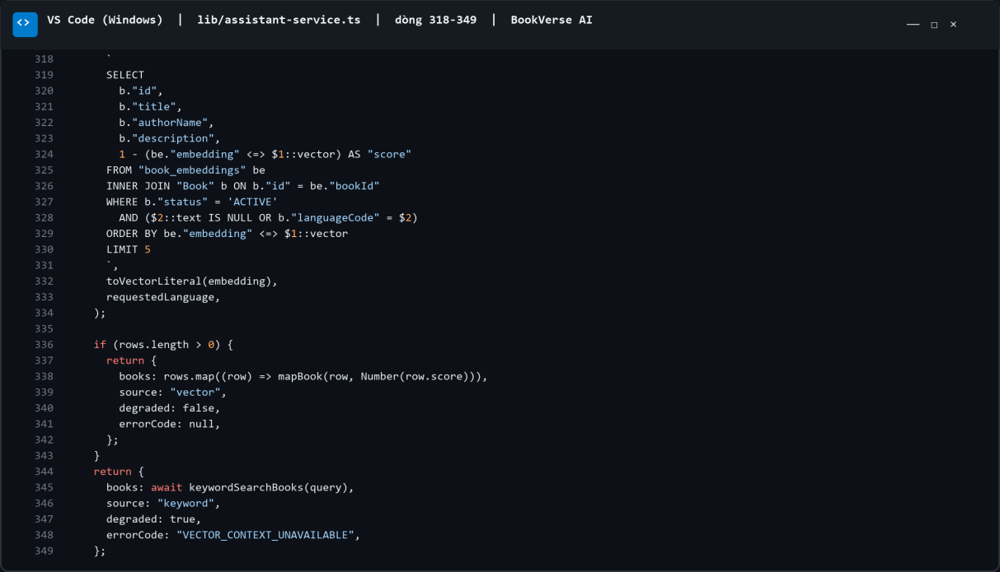 <> VS Code (Windows) | lib/assistant-service.ts | dòng 318-349 | BookVerse AI — □ ×
318 `
319 SELECT
320 b."id",
321 b."title",
322 b."authorName",
323 b."description",
324 1 - (be."embedding" <=> $1::vector) AS "score"
325 FROM "book_embeddings" be
326 INNER JOIN "Book" b ON b."id" = be."bookId"
327 WHERE b."status" = 'ACTIVE'
328 AND ($2::text IS NULL OR b."languageCode" = $2)
329 ORDER BY be."embedding" <=> $1::vector
330 LIMIT 5
331 `,
332 toVectorLiteral(embedding),
333 requestedLanguage,
334 );
335
336 if (rows.length > 0) {
337 return {
338 books: rows.map((row) => mapBook(row, Number(row.score))),
339 source: "vector",
340 degraded: false,
341 errorCode: null,
342 };
343 }
344 return {
345 books: await keywordSearchBooks(query),
346 source: "keyword",
347 degraded: true,
348 errorCode: "VECTOR_CONTEXT_UNAVAILABLE",
349 };